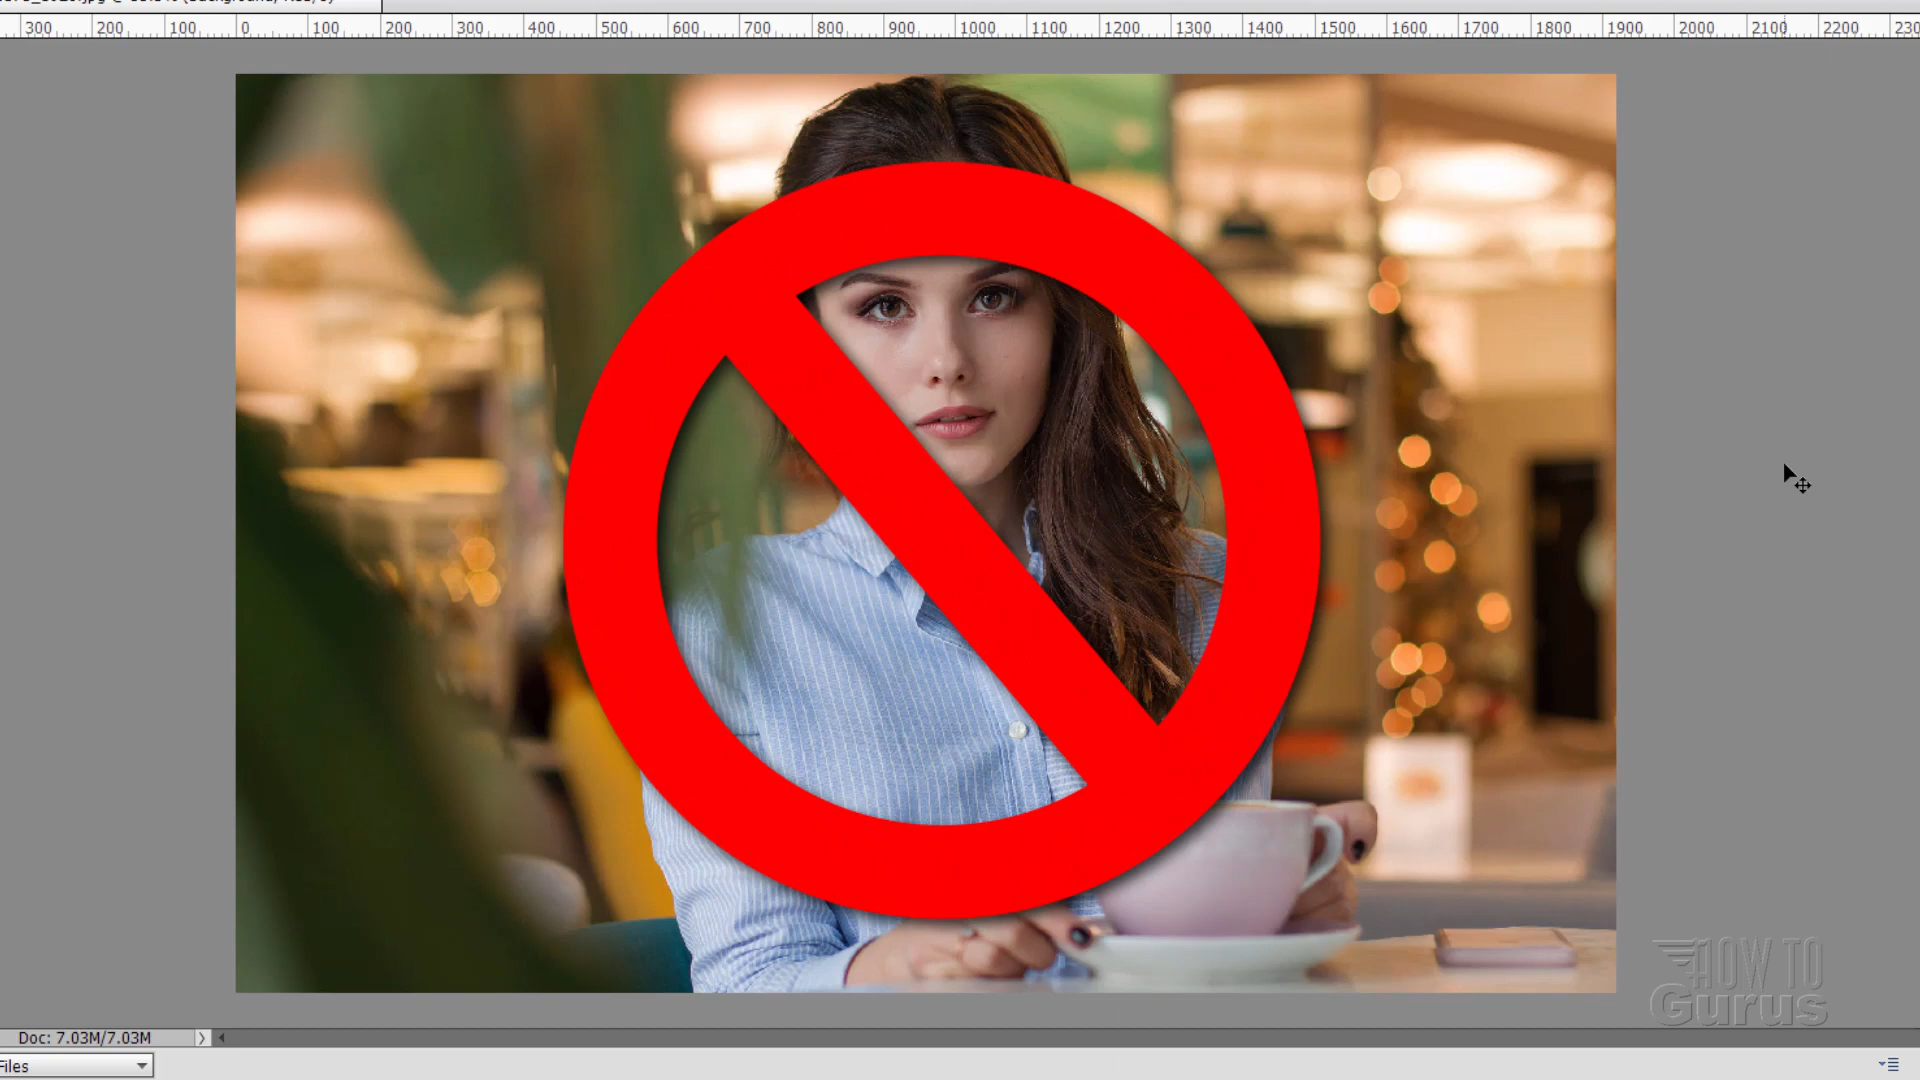 300 200 100 0 100 200 300 400 500 600 700 800 900 1000 1100 1200 1300 1400 1500 1600 1700 1800 1900 2000 2100 2200 230
HOW TO
Gurus
Doc: 7.03M/7.03M
Files